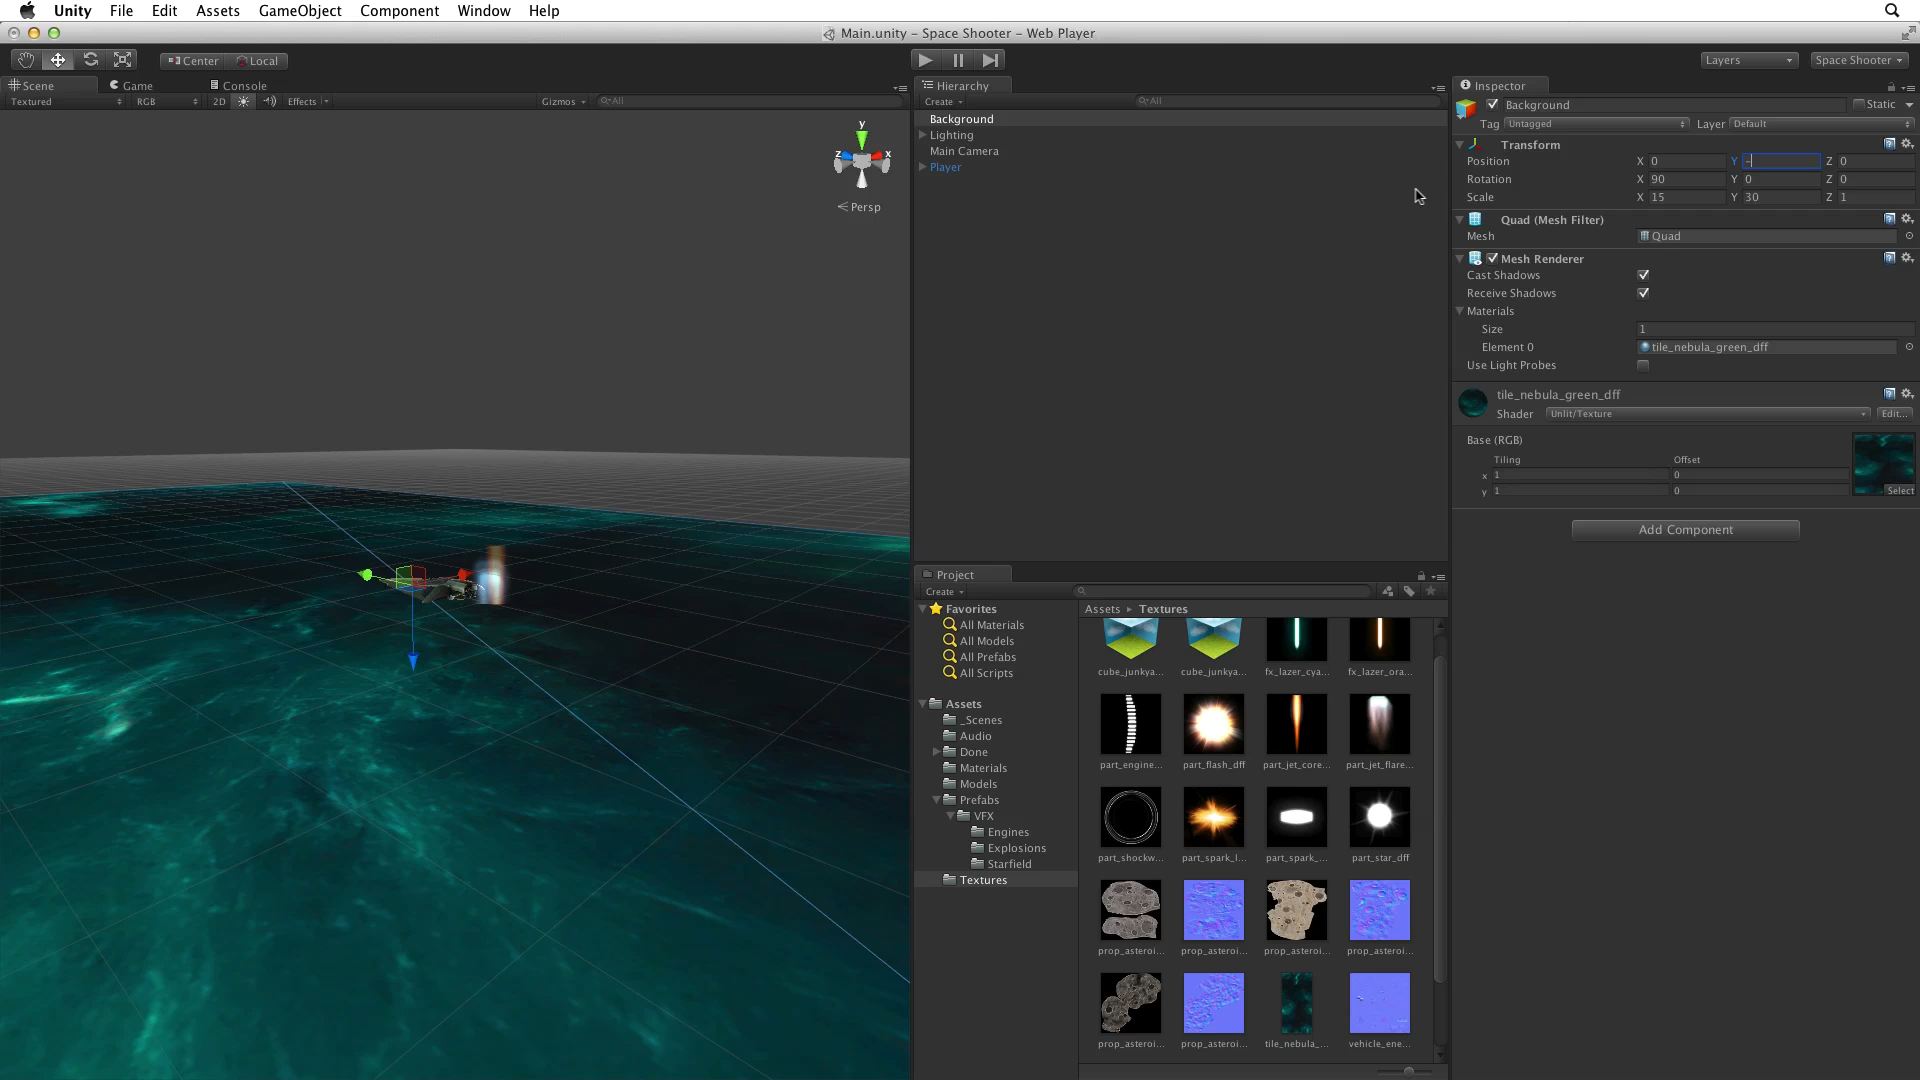 Unity File Edit Assets GameObject Component Window Help
Main.unity – Space Shooter – Web Player
Center Local
Layers
Space Shooter
Scene Game Console
Textured RGB 2D Effects Gizmos All
y
z x
Persp
Hierarchy
Create All
Background
Lighting
Main Camera
Player
Project
Create
Favorites
All Materials
All Models
All Prefabs
All Scripts
Assets
_Scenes
Audio
Done
Materials
Models
Prefabs
VFX
Engines
Explosions
Starfield
Textures
Assets ▸ Textures
cube_junkya... cube_junkya... fx_lazer_cya... fx_lazer_ora...
part_engine... part_flash_dff part_jet_core... part_jet_flare...
part_shockw... part_spark_l... part_spark_... part_star_dff
prop_asteroi... prop_asteroi... prop_asteroi... prop_asteroi...
prop_asteroi... prop_asteroi... tile_nebula_... vehicle_ene...
Inspector
Background Static
Tag Untagged Layer Default
Transform
Position X 0 Y - Z 0
Rotation X 90 Y 0 Z 0
Scale X 15 Y 30 Z 1
Quad (Mesh Filter)
Mesh Quad
Mesh Renderer
Cast Shadows
Receive Shadows
Materials
Size 1
Element 0 tile_nebula_green_dff
Use Light Probes
tile_nebula_green_dff
Shader Unlit/Texture Edit...
Base (RGB)
Tiling Offset
x 1 0
y 1 0
Select
Add Component